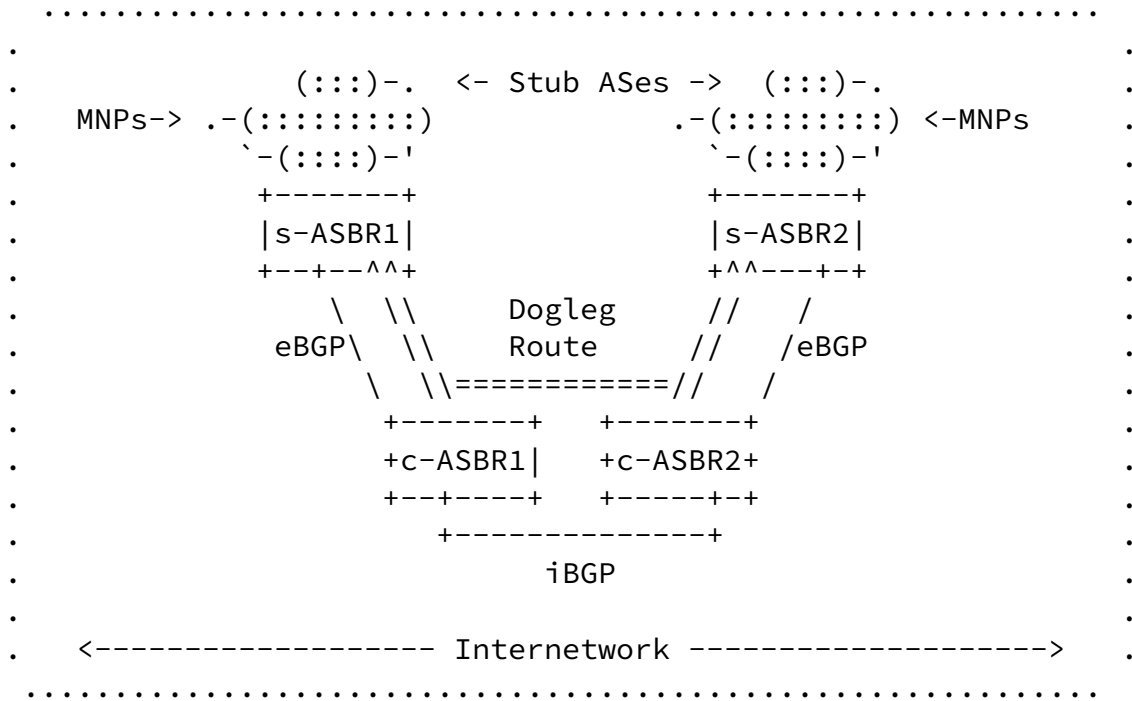 (:::)-.  <- Stub ASes ->  (:::)-.
MNPs-> .-(:::::::::)              .-(:::::::::) <-MNPs
`-(::::)-'                `-(::::)-'
+-------+                +-------+
|s-ASBR1|                |s-ASBR2|
+--+--^^+                +^^---+-+
\  \\      Dogleg     //   /
eBGP\  \\     Route     //   /eBGP
\  \\============//   /
+-------+   +-------+
+c-ASBR1|   +c-ASBR2+
+--+----+   +-----+-+
+--------------+
iBGP
<------------------- Internetwork -------------------->